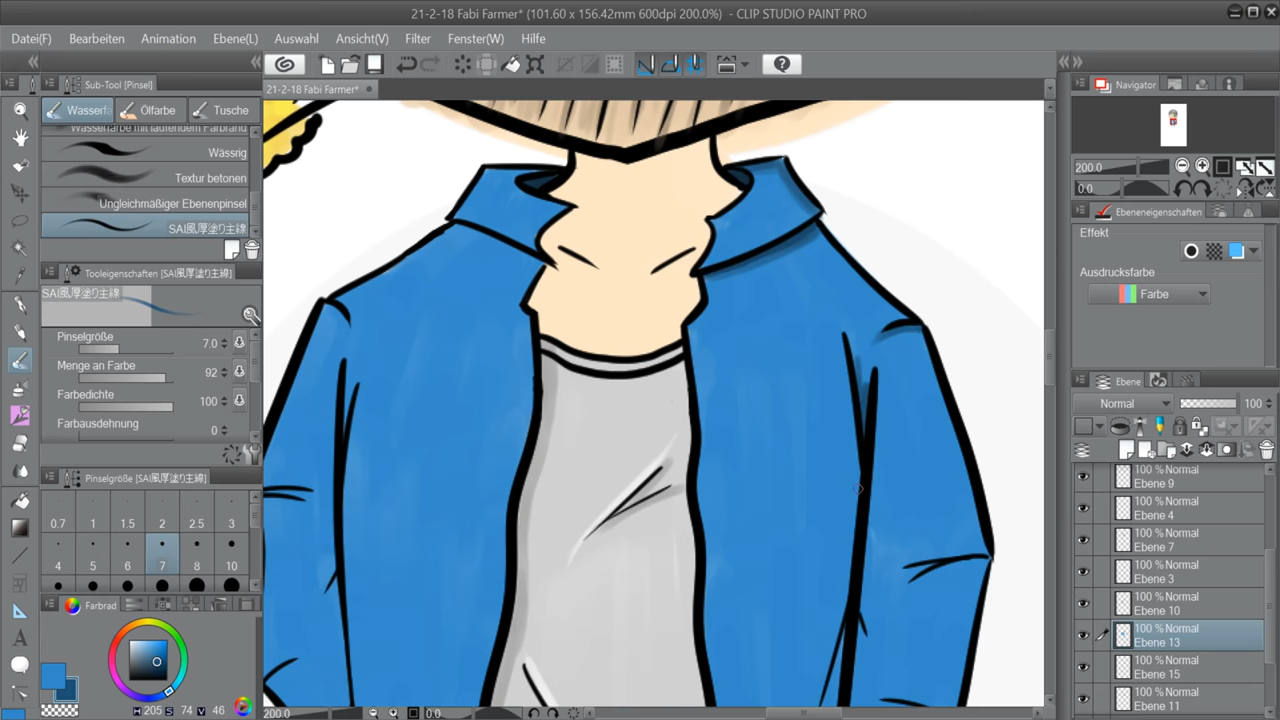 21-2-18 Fabi Farmer* (101.60 x 156.42mm 600dpi 200.0%) - CLIP STUDIO PAINT PRO
Datei(F) Bearbeiten Animation Ebene(L) Auswahl Ansicht(V) Filter Fenster(W) Hilfe
Sub-Tool [Pinsel]
21-2-18 Fabi Farmer*
Navigator
Wasserfa Ölfarbe Tusche
Wasserfarbe mit laufendem Farbrand
Wässrig
Textur betonen
Ungleichmäßiger Ebenenpinsel
SAI風厚塗り主線
Tooleigenschaften [SAI風厚塗り主線]
SAI風厚塗り主線
Pinselgröße 7.0
Menge an Farbe 92
Farbedichte 100
Farbausdehnung 0
Pinselgröße [SAI風厚塗り主線]
0.7 1 1.5 2 2.5 3
4 5 6 7 8 10
Farbrad
H 205 S 74 V 46
200.0 0.0
200.0
0.0
Ebeneneigenschaften
Effekt
Ausdrucksfarbe
Farbe
Ebene
Normal 100
100 % Normal
Ebene 9
100 % Normal
Ebene 4
100 % Normal
Ebene 7
100 % Normal
Ebene 3
100 % Normal
Ebene 10
100 % Normal
Ebene 13
100 % Normal
Ebene 15
100 % Normal
Ebene 11